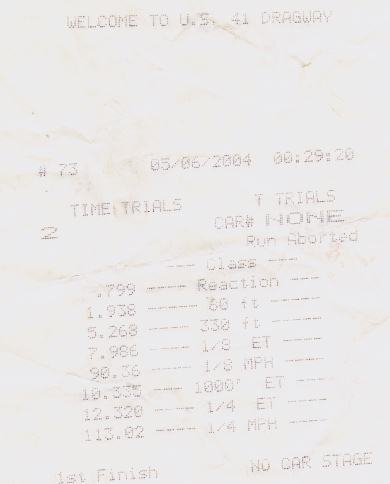 WELCOME TO U.S. 41 DRAGWAY
# 73 05/06/2004 00:29:20
TIME TRIALS T TRIALS
2 CAR# NONE
Run Aborted
--- Class ---
.799 ---- Reaction ----
1.938 ---- 60 ft ----
5.268 ---- 330 ft ----
7.986 ---- 1/8 ET ----
90.36 ---- 1/8 MPH ----
10.335 ---- 1000' ET ----
12.320 ---- 1/4 ET ----
113.02 ---- 1/4 MPH ----
1st Finish NO CAR STAGE